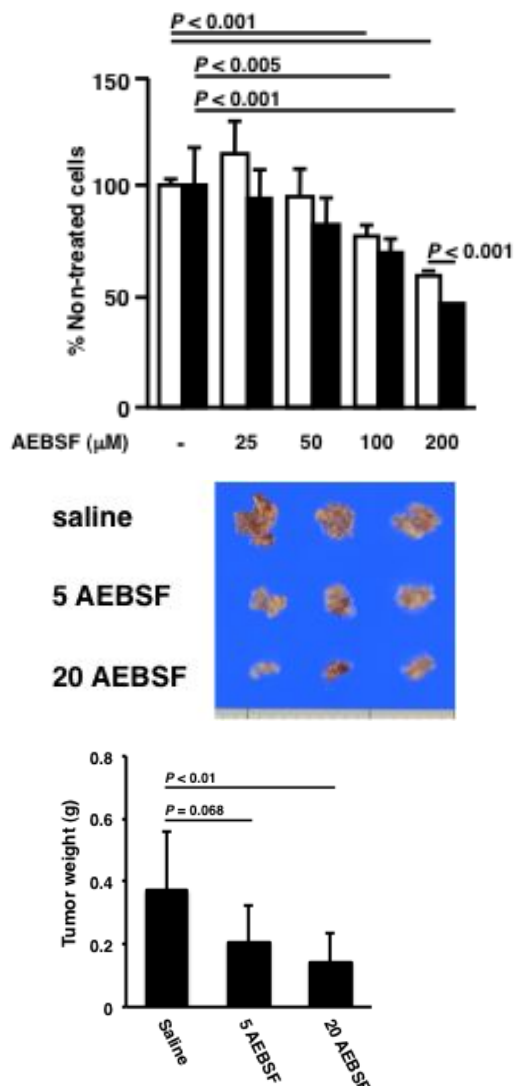 P < 0.001
P < 0.005
P < 0.001
150
100
P < 0.001
50
0
% Non-treated cells
AEBSF (µM) - 25 50 100 200
saline
5 AEBSF
20 AEBSF
0.8
P < 0.01
0.6
P = 0.068
0.4
0.2
0
Tumor weight (g)
Saline 5 AEBSF 20 AEBSF